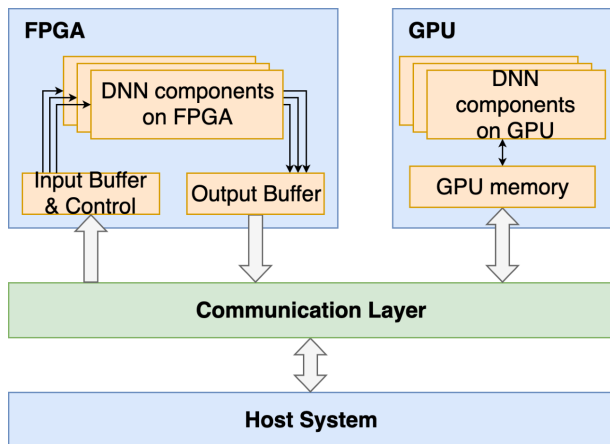 FPGA
DNN components
on FPGA
Input Buffer
& Control
Output Buffer
GPU
DNN
components
on GPU
GPU memory
Communication Layer
Host System